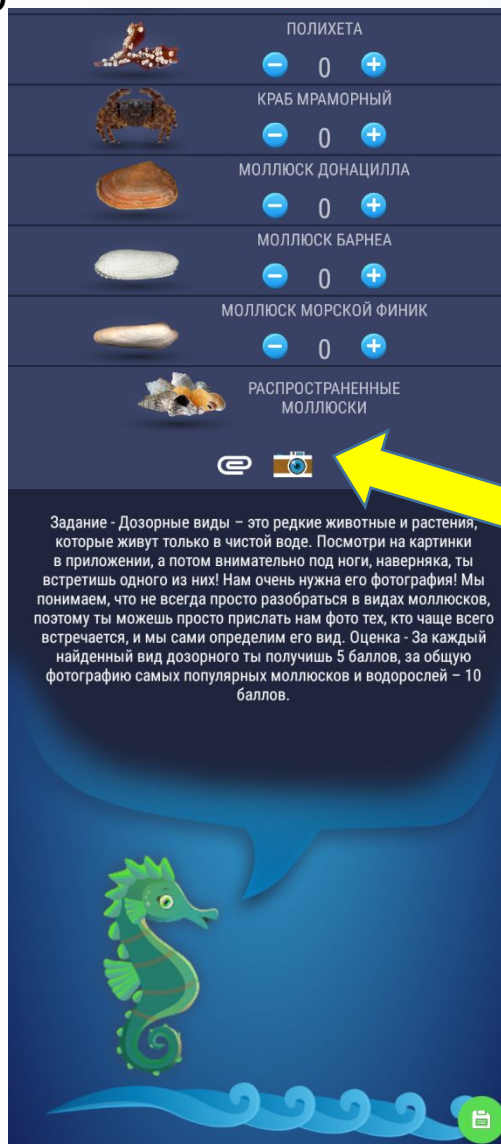 ПОЛИХЕТА
0
КРАБ МРАМОРНЫЙ
0
МОЛЛЮСК ДОНАЦИЛЛА
0
МОЛЛЮСК БАРНЕА
0
МОЛЛЮСК МОРСКОЙ ФИНИК
0
РАСПРОСТРАНЕННЫЕ
МОЛЛЮСКИ
Задание - Дозорные виды – это редкие животные и растения,
которые живут только в чистой воде. Посмотри на картинки
в приложении, а потом внимательно под ноги, наверняка, ты
встретишь одного из них! Нам очень нужна его фотография! Мы
понимаем, что не всегда просто разобраться в видах моллюсков,
поэтому ты можешь просто прислать нам фото тех, кто чаще всего
встречается, и мы сами определим его вид. Оценка - За каждый
найденный вид дозорного ты получишь 5 баллов, за общую
фотографию самых популярных моллюсков и водорослей – 10
баллов.